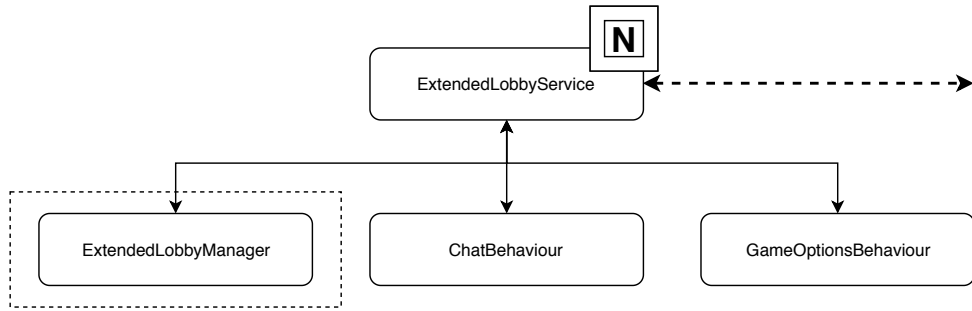 N
ExtendedLobbyService
ExtendedLobbyManager
ChatBehaviour
GameOptionsBehaviour